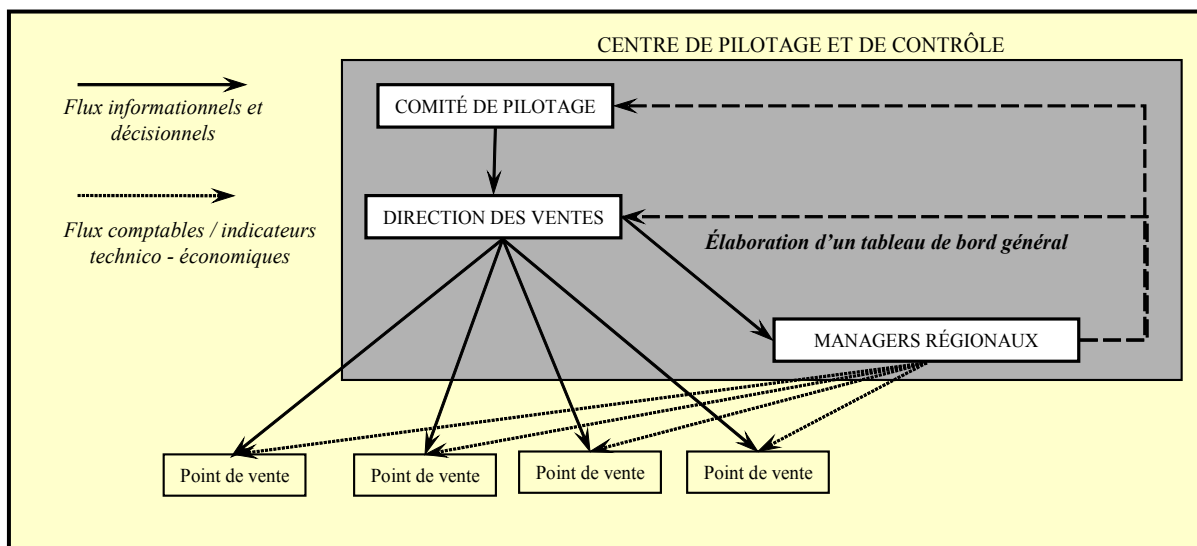 CENTRE DE PILOTAGE ET DE CONTRÔLE
Flux informationnels et
décisionnels
Flux comptables / indicateurs
technico - économiques
COMITÉ DE PILOTAGE
DIRECTION DES VENTES
Élaboration d’un tableau de bord général
MANAGERS RÉGIONAUX
Point de vente
Point de vente
Point de vente
Point de vente